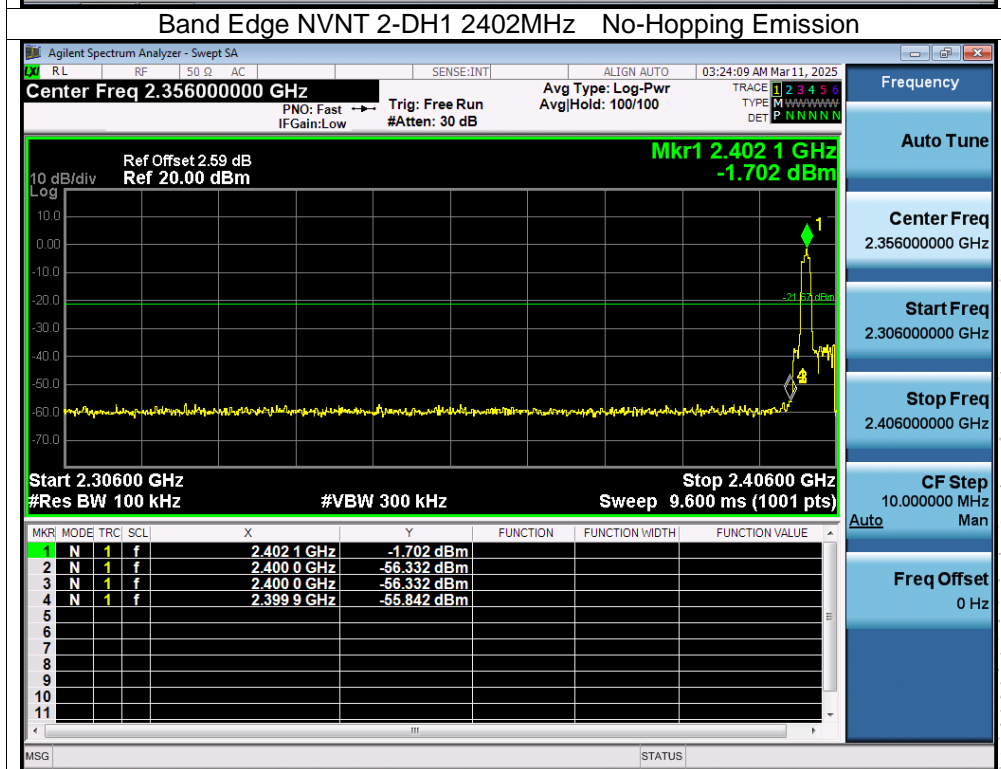 Band Edge NVNT 2-DH1 2402MHz No-Hopping Emission
Agilent Spectrum Analyzer - Swept SA
LXI RL RF 50 Ω AC SENSE:INT ALIGN AUTO 03:24:09 AM Mar 11, 2025
Center Freq 2.356000000 GHz
PNO: Fast
IFGain:Low
Trig: Free Run
#Atten: 30 dB
Avg Type: Log-Pwr
Avg|Hold: 100/100
TRACE 1 2 3 4 5 6
TYPE M WWWWW
DET P N N N N N
Frequency
Mkr1 2.402 1 GHz
-1.702 dBm
Ref Offset 2.59 dB
10 dB/div Ref 20.00 dBm
Log
10.0
0.00
-10.0
-20.0
-30.0
-40.0
-50.0
-60.0
-70.0
1
-21.67 dBm
Start 2.30600 GHz Stop 2.40600 GHz
#Res BW 100 kHz #VBW 300 kHz Sweep 9.600 ms (1001 pts)
MKR MODE TRC SCL X Y FUNCTION FUNCTION WIDTH FUNCTION VALUE
1 N 1 f 2.402 1 GHz -1.702 dBm
2 N 1 f 2.400 0 GHz -56.332 dBm
3 N 1 f 2.400 0 GHz -56.332 dBm
4 N 1 f 2.399 9 GHz -55.842 dBm
5
6
7
8
9
10
11
MSG STATUS
Auto Tune
Center Freq
2.356000000 GHz
Start Freq
2.306000000 GHz
Stop Freq
2.406000000 GHz
CF Step
10.000000 MHz
Auto Man
Freq Offset
0 Hz